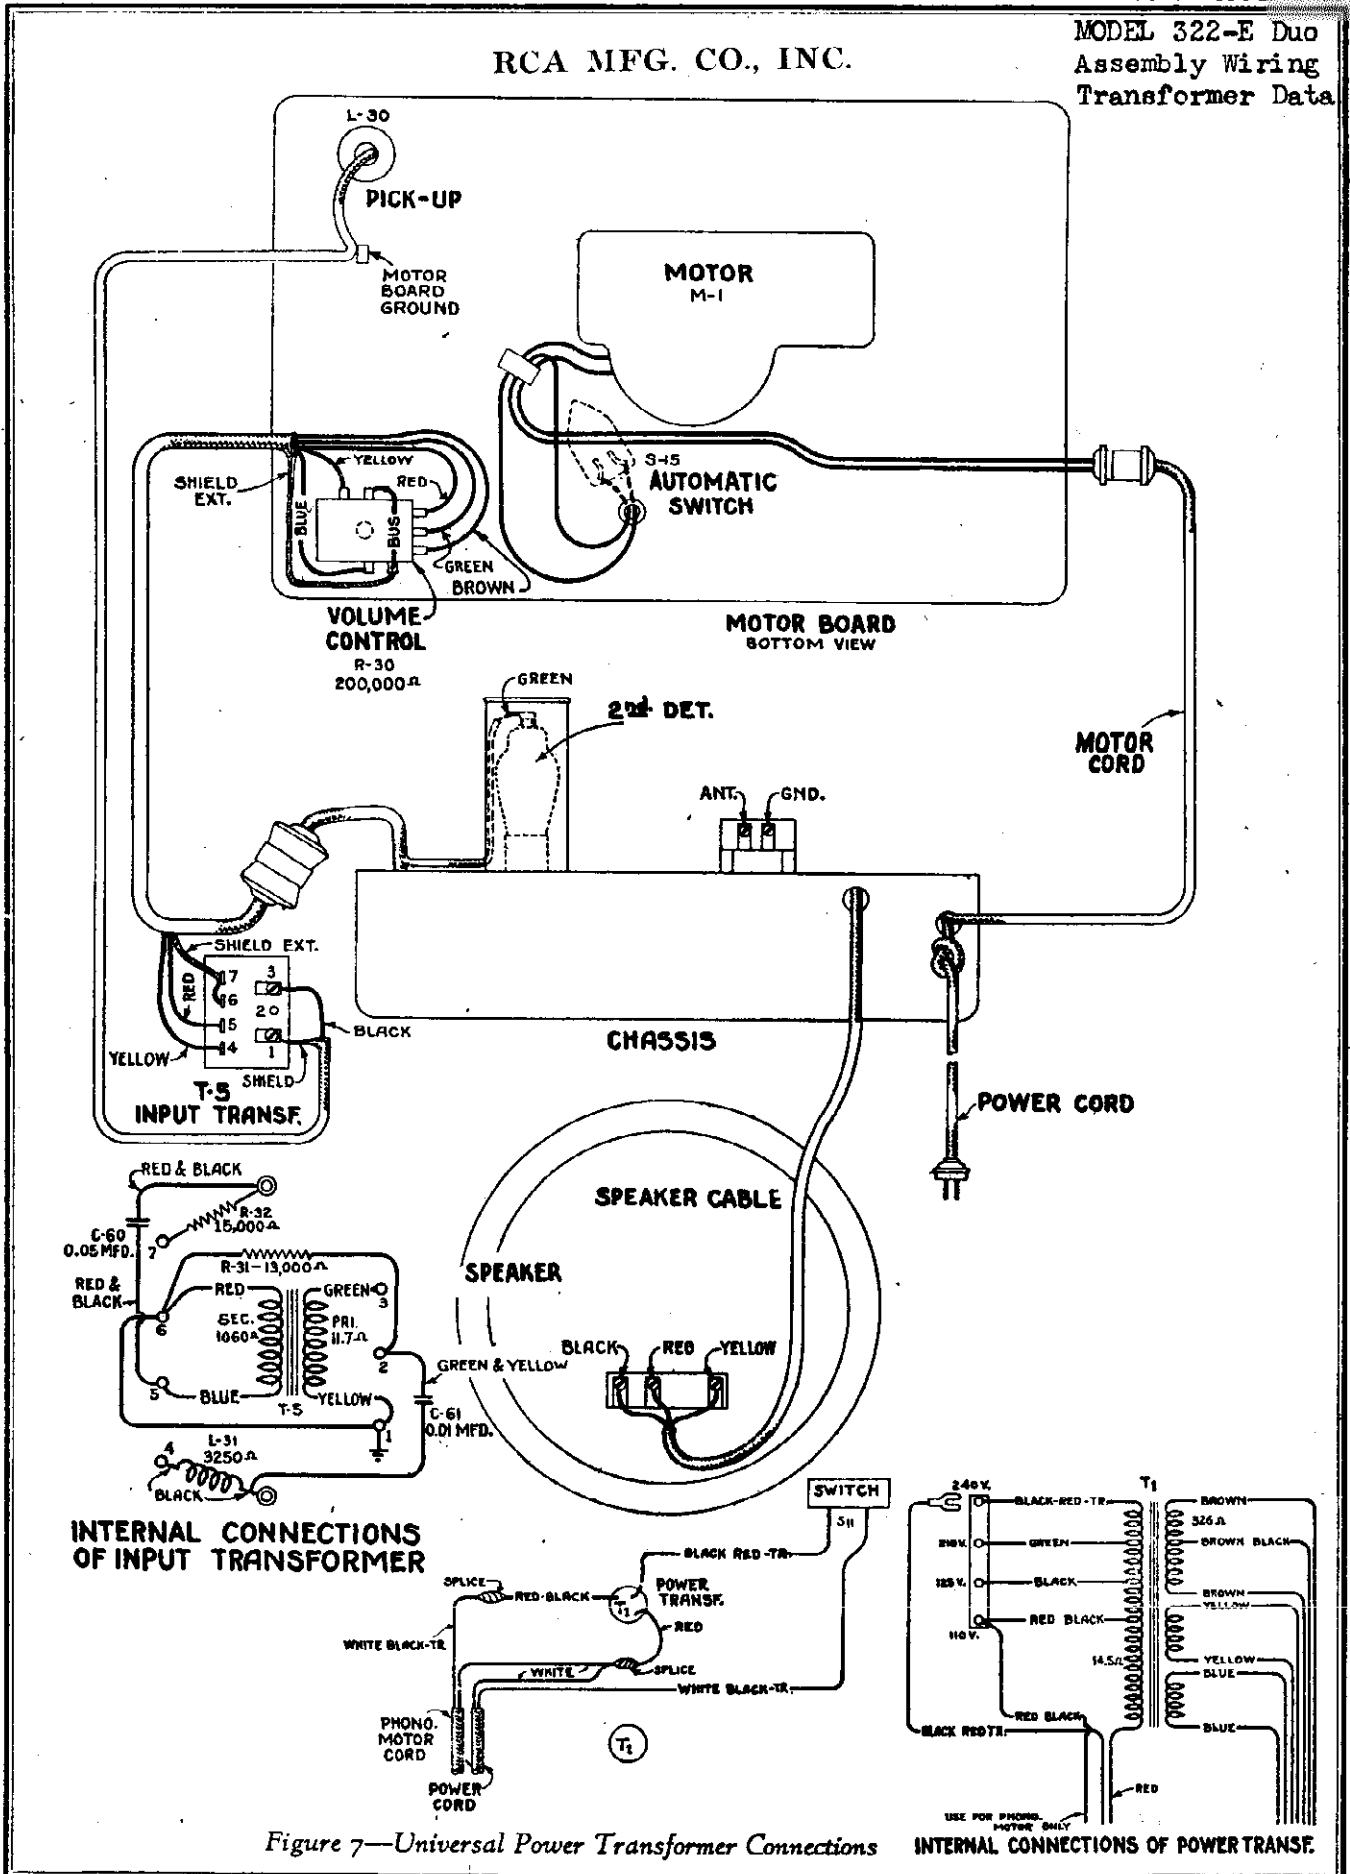 MODEL 322-E Duo
Assembly Wiring
Transformer Data
RCA MFG. CO., INC.
L-30
PICK-UP
MOTOR
BOARD
GROUND
MOTOR
M-1
S-15
AUTOMATIC
SWITCH
SHIELD
EXT.
YELLOW
RED
BLUE
BUS
GREEN
BROWN
VOLUME
CONTROL
R-30
200,000Ω
MOTOR BOARD
BOTTOM VIEW
GREEN
2nd DET.
MOTOR
CORD
ANT.
GND.
SHIELD EXT.
RED
7
3
6
2
5
4
1
BLACK
YELLOW
SHIELD
T-5
INPUT TRANSF.
CHASSIS
POWER CORD
RED & BLACK
R-32
15,000Ω
C-60
0.05 MFD.
7
R-31-13,000Ω
RED &
BLACK
RED
GREEN
3
6
SEC.
1060Ω
PRI.
11.7Ω
2
GREEN & YELLOW
5
BLUE
T-5
YELLOW
C-61
0.01 MFD.
1
L-31
3250Ω
4
BLACK
INTERNAL CONNECTIONS
OF INPUT TRANSFORMER
SPEAKER CABLE
SPEAKER
BLACK
RED
YELLOW
SWITCH
S11
BLACK RED-TR.
SPLICE
RED-BLACK
POWER
TRANSF.
T1
RED
WHITE BLACK-TR
WHITE
SPLICE
WHITE BLACK-TR.
PHONO.
MOTOR
CORD
POWER
CORD
T1
240 V.
BLACK-RED-TR
T1
BROWN
326Ω
210V.
GREEN
BROWN BLACK
125 V.
BLACK
BROWN
YELLOW
RED BLACK
110 V.
14.5Ω
YELLOW
BLUE
RED BLACK
BLACK RED TR.
BLUE
RED
USE FOR PHONO.
MOTOR ONLY
Figure 7—Universal Power Transformer Connections
INTERNAL CONNECTIONS OF POWER TRANSF.